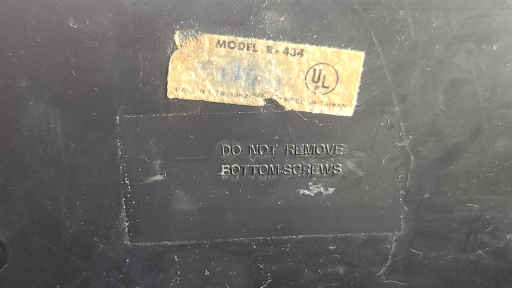 MODEL R-434
UL
DO NOT REMOVE
BOTTOM SCREWS